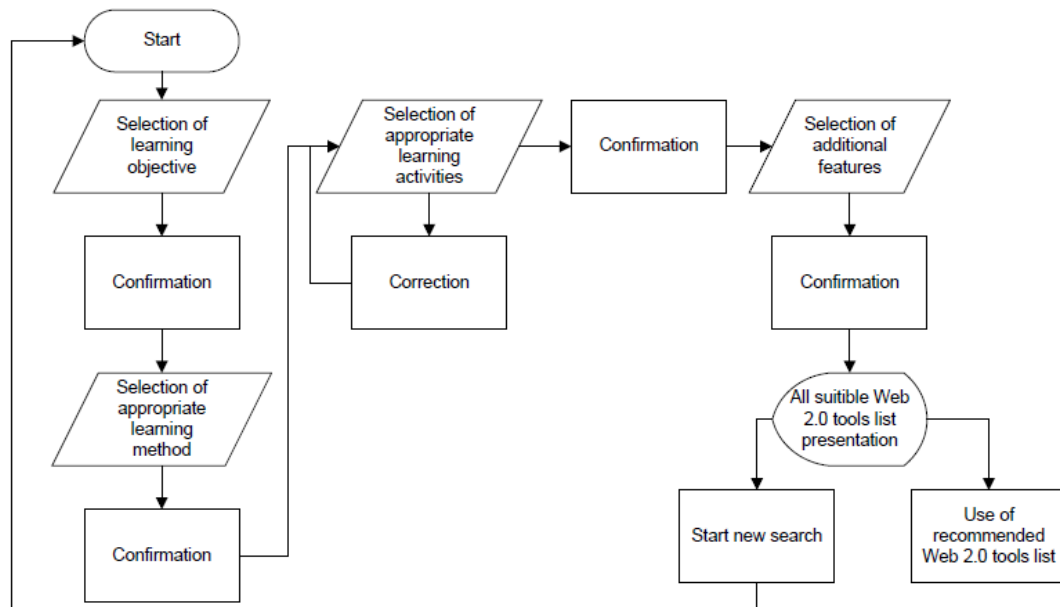 Start
Selection of
learning
objective
Confirmation
Selection of
appropriate
learning
method
Confirmation
Selection of
appropriate
learning
activities
Correction
Confirmation
Selection of
additional
features
Confirmation
All suitible Web
2.0 tools list
presentation
Start new search
Use of
recommended
Web 2.0 tools list